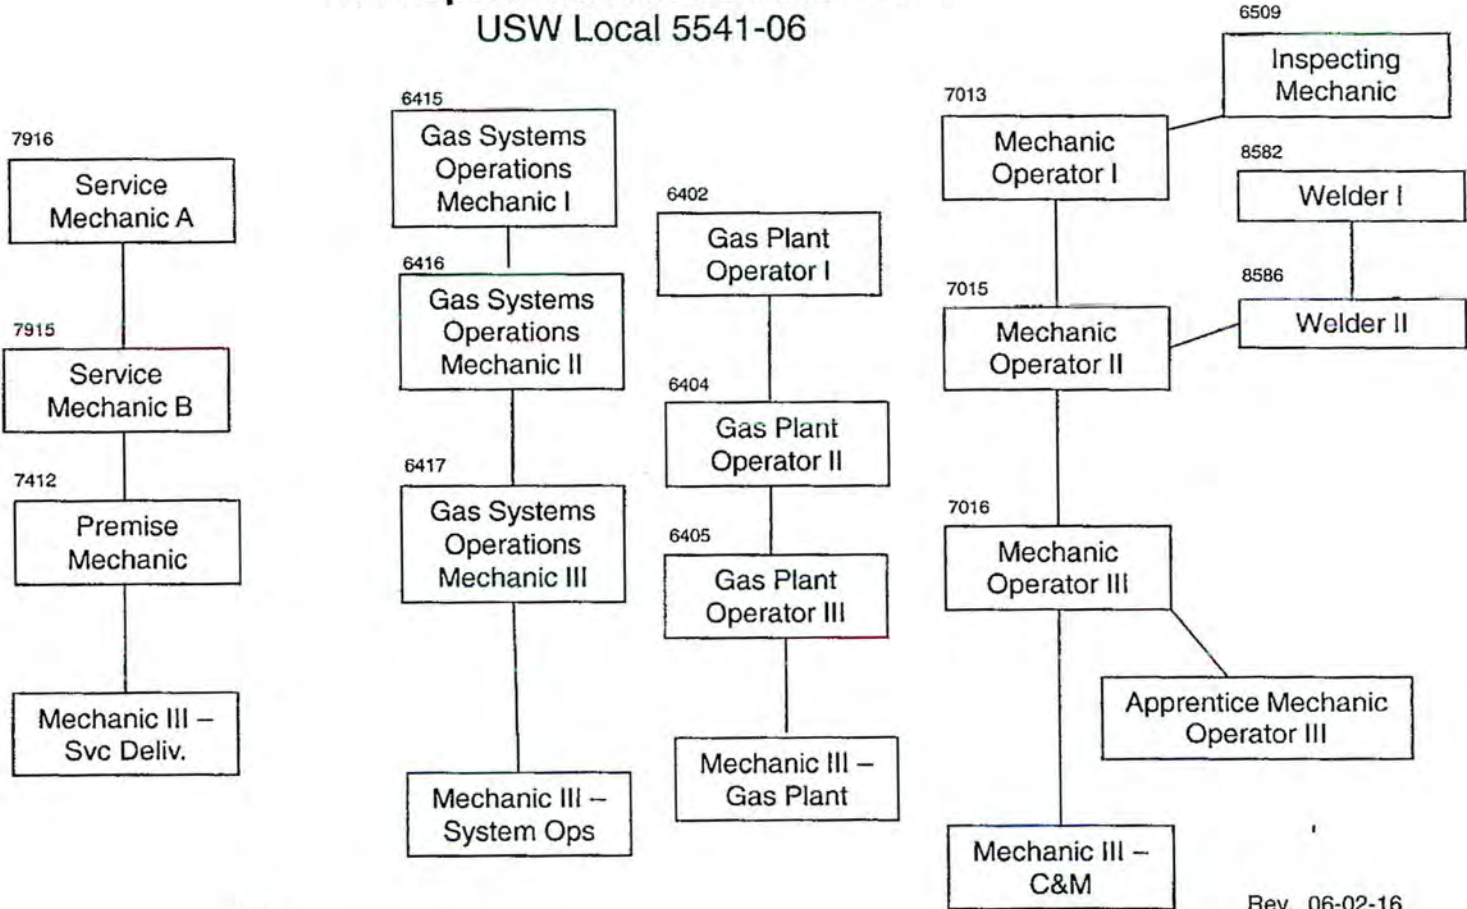 USW Local 5541-06
7916
Service
Mechanic A
7915
Service
Mechanic B
7412
Premise
Mechanic
Mechanic III –
Svc Deliv.
6415
Gas Systems
Operations
Mechanic I
6416
Gas Systems
Operations
Mechanic II
6417
Gas Systems
Operations
Mechanic III
Mechanic III –
System Ops
6402
Gas Plant
Operator I
6404
Gas Plant
Operator II
6405
Gas Plant
Operator III
Mechanic III –
Gas Plant
7013
Mechanic
Operator I
7015
Mechanic
Operator II
7016
Mechanic
Operator III
Apprentice Mechanic
Operator III
Mechanic III –
C&M
6509
Inspecting
Mechanic
8582
Welder I
8586
Welder II
Rev. 06-02-16